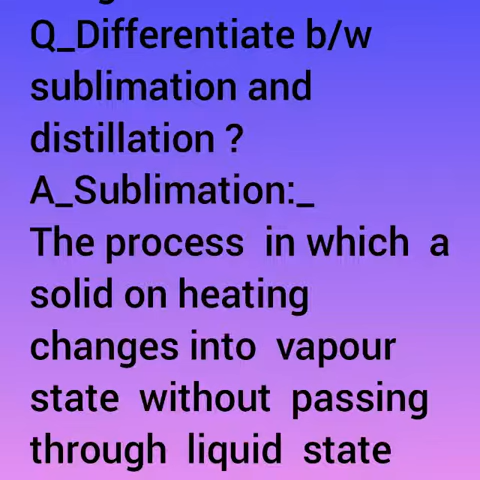 Q_Differentiate b/w
sublimation and
distillation ?
A_Sublimation:_
The process in which a
solid on heating
changes into vapour
state without passing
through liquid state